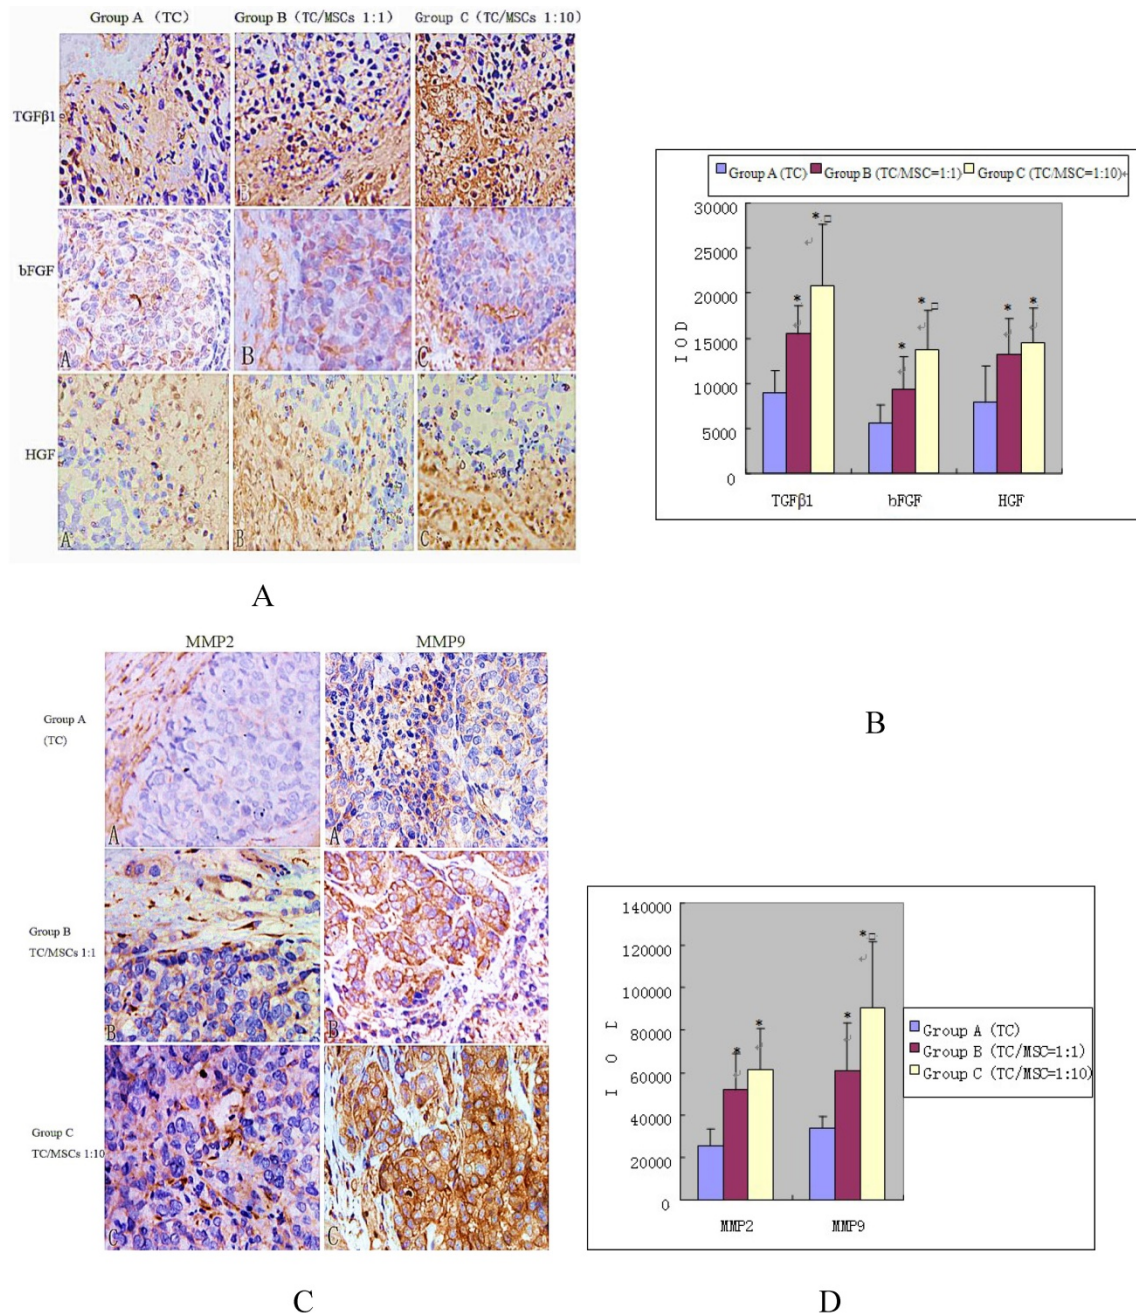 Group A （TC） Group B (TC/MSCs 1:1) Group C (TC/MSCs 1:10)
TGFβ1
B
bFGF
A B C
HGF
A B C
A
Group A (TC) Group B (TC/MSC=1:1) Group C (TC/MSC=1:10)
30000
25000
20000
15000
10000
5000
0
IOD
* *□
* *□
* *
TGFβ1 bFGF HGF
B
MMP2 MMP9
Group A
(TC)
A A
Group B
TC/MSCs 1:1
B B
Group C
TC/MSCs 1:10
C C
C
140000
120000
100000
80000
60000
40000
20000
0
I O D
* *
* *□
MMP2 MMP9
Group A (TC)
Group B (TC/MSC=1:1)
Group C (TC/MSC=1:10)
D